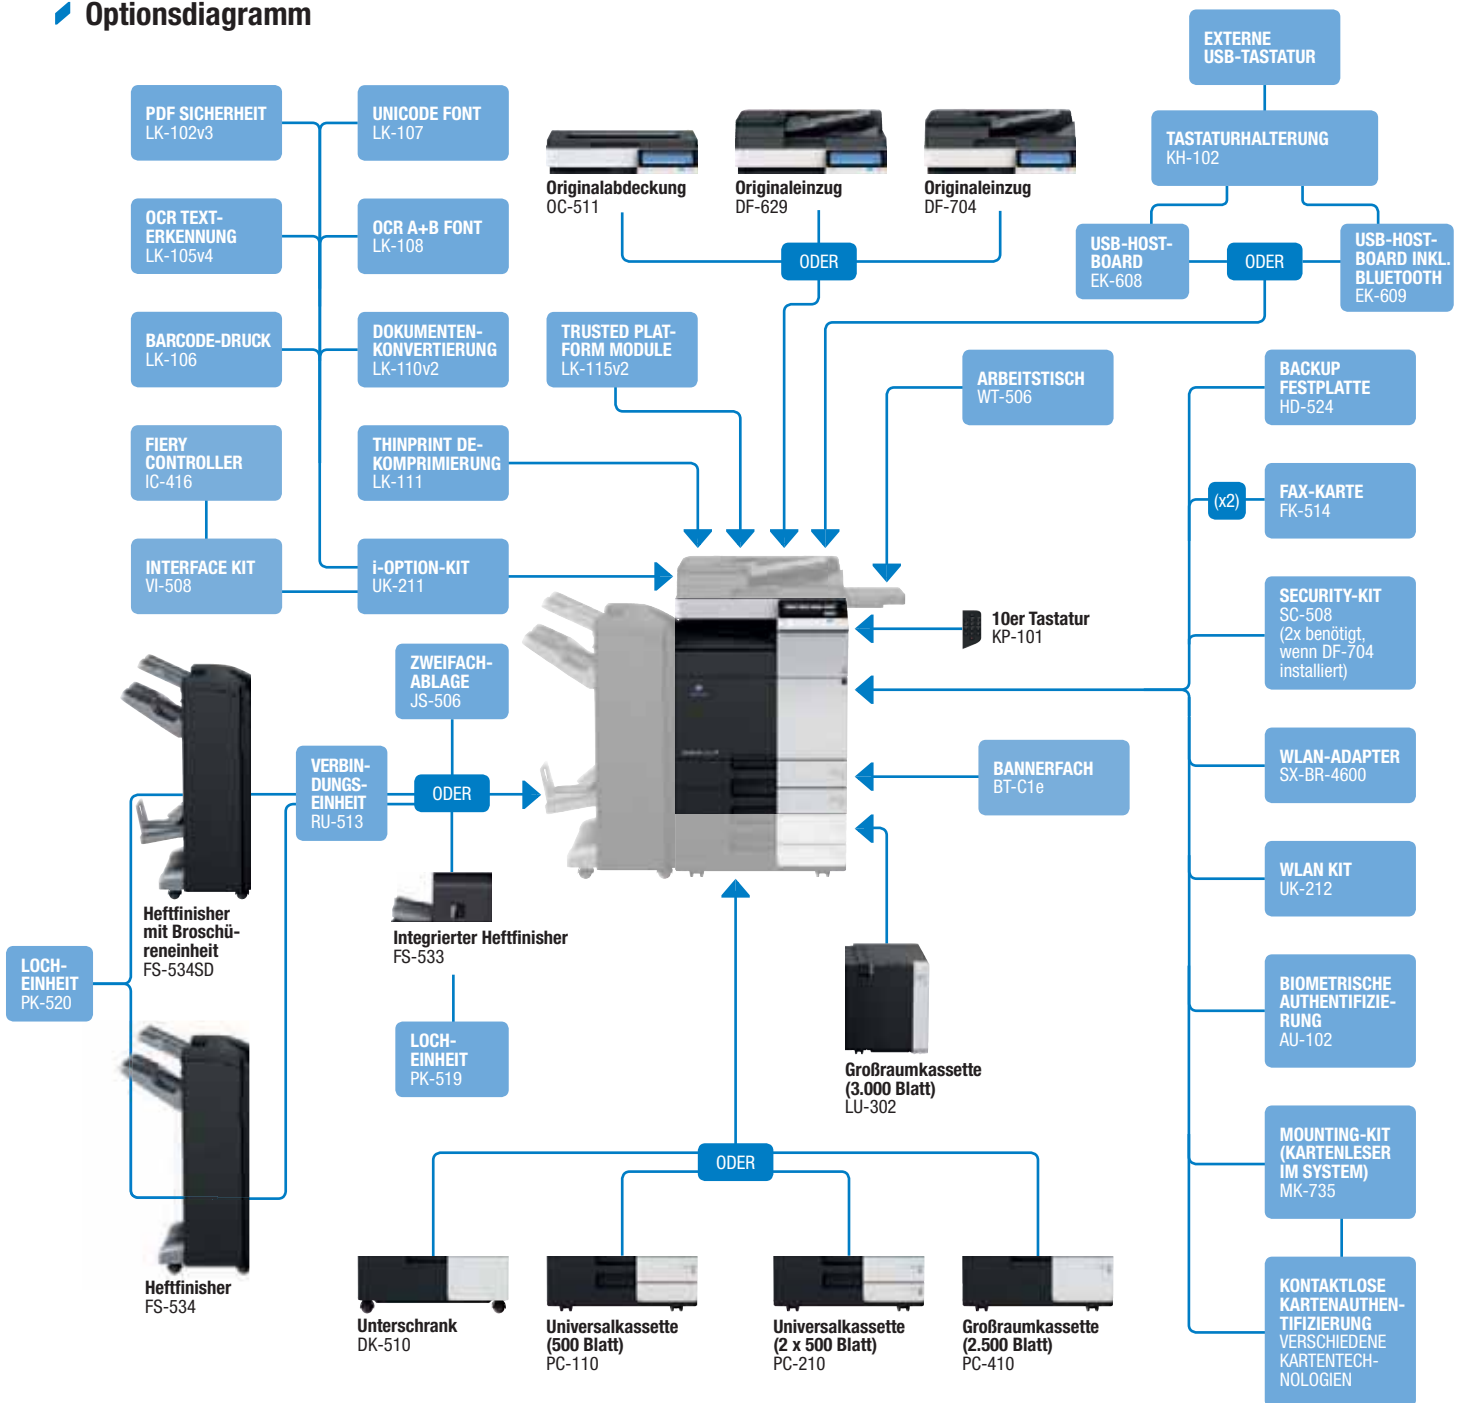 Optionsdiagramm
EXTERNE
USB-TASTATUR
PDF SICHERHEIT
LK-102v3
UNICODE FONT
LK-107
TASTATURHALTERUNG
KH-102
Originalabdeckung
OC-511
Originaleinzug
DF-629
Originaleinzug
DF-704
OCR TEXT-
ERKENNUNG
LK-105v4
OCR A+B FONT
LK-108
ODER
USB-HOST-
BOARD
EK-608
ODER
USB-HOST-
BOARD INKL.
BLUETOOTH
EK-609
BARCODE-DRUCK
LK-106
DOKUMENTEN-
KONVERTIERUNG
LK-110v2
TRUSTED PLAT-
FORM MODULE
LK-115v2
ARBEITSTISCH
WT-506
BACKUP
FESTPLATTE
HD-524
FIERY
CONTROLLER
IC-416
THINPRINT DE-
KOMPRIMIERUNG
LK-111
(x2)
FAX-KARTE
FK-514
INTERFACE KIT
VI-508
i-OPTION-KIT
UK-211
SECURITY-KIT
SC-508
(2x benötigt,
wenn DF-704
installiert)
10er Tastatur
KP-101
ZWEIFACH-
ABLAGE
JS-506
VERBIN-
DUNGS-
EINHEIT
RU-513
ODER
BANNERFACH
BT-C1e
WLAN-ADAPTER
SX-BR-4600
WLAN KIT
UK-212
Heftfinisher
mit Broschü-
reneinheit
FS-534SD
Integrierter Heftfinisher
FS-533
LOCH-
EINHEIT
PK-520
BIOMETRISCHE
AUTHENTIFIZIE-
RUNG
AU-102
LOCH-
EINHEIT
PK-519
Großraumkassette
(3.000 Blatt)
LU-302
MOUNTING-KIT
(KARTENLESER
IM SYSTEM)
MK-735
ODER
Heftfinisher
FS-534
Unterschrank
DK-510
Universalkassette
(500 Blatt)
PC-110
Universalkassette
(2 x 500 Blatt)
PC-210
Großraumkassette
(2.500 Blatt)
PC-410
KONTAKTLOSE
KARTENAUTHEN-
TIFIZIERUNG
VERSCHIEDENE
KARTENTECH-
NOLOGIEN